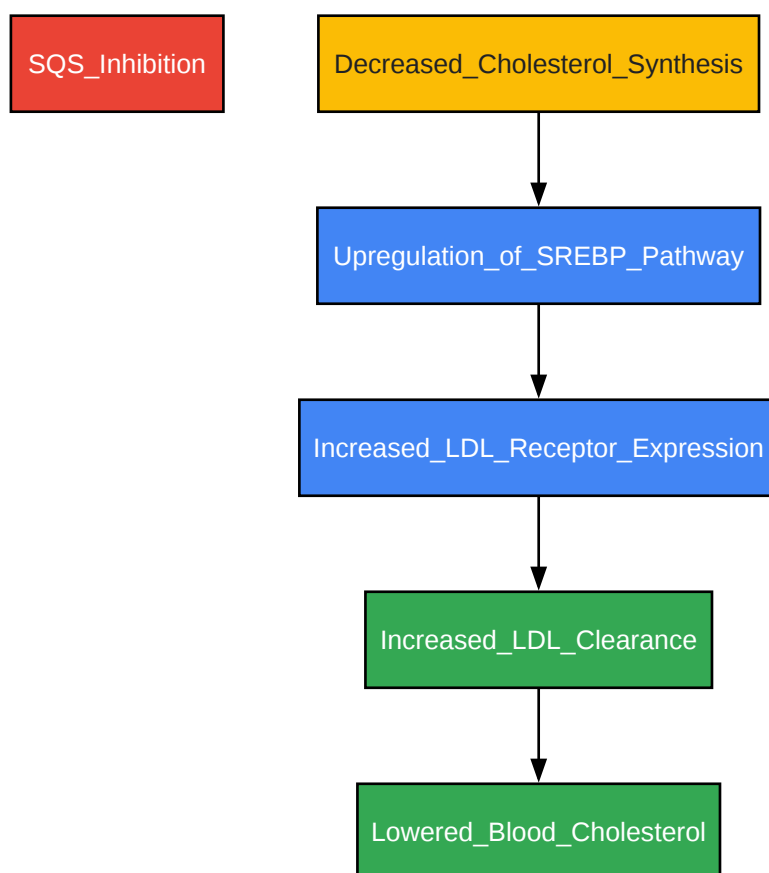 SQS_Inhibition
Decreased_Cholesterol_Synthesis
Upregulation_of_SREBP_Pathway
Increased_LDL_Receptor_Expression
Increased_LDL_Clearance
Lowered_Blood_Cholesterol